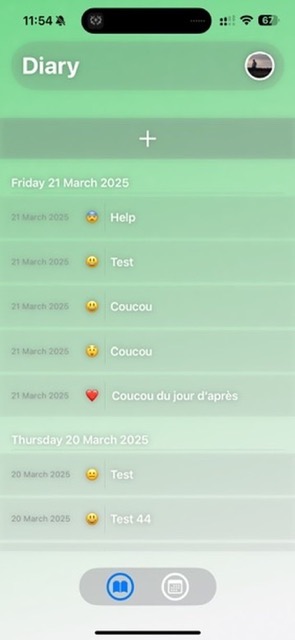 11:54
67
Diary
+
Friday 21 March 2025
21 March 2025 Help
21 March 2025 Test
21 March 2025 Coucou
21 March 2025 Coucou
21 March 2025 Coucou du jour d'après
Thursday 20 March 2025
20 March 2025 Test
20 March 2025 Test 44